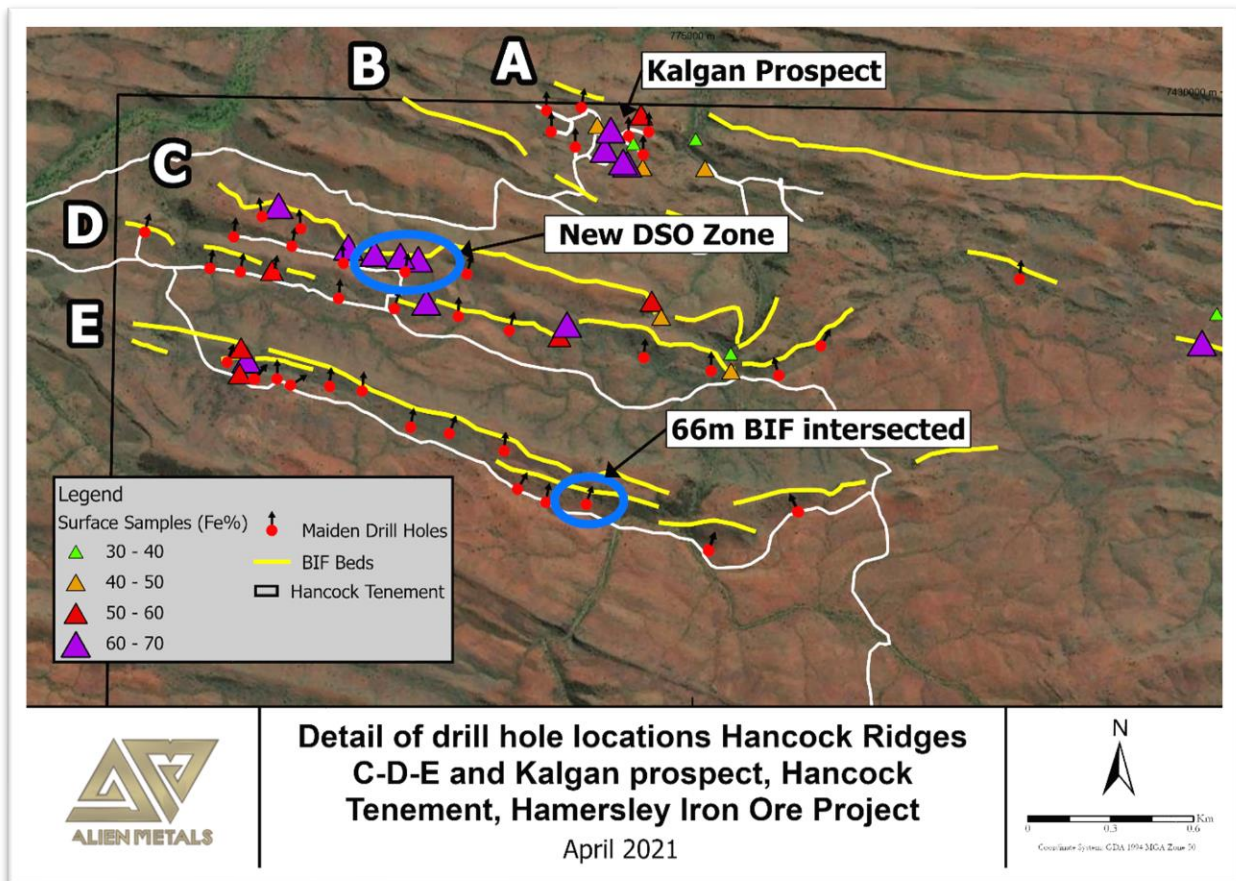 775000 m
7430000 m
A
Kalgan Prospect
B
C
D
New DSO Zone
E
66m BIF intersected
Legend
Surface Samples (Fe%)
30 - 40
40 - 50
50 - 60
60 - 70
Maiden Drill Holes
BIF Beds
Hancock Tenement
ALIEN METALS
Detail of drill hole locations Hancock Ridges
C-D-E and Kalgan prospect, Hancock
Tenement, Hamersley Iron Ore Project
April 2021
N
Km
0 0.3 0.6
Coordinate System: GDA 1994 MGA Zone 50